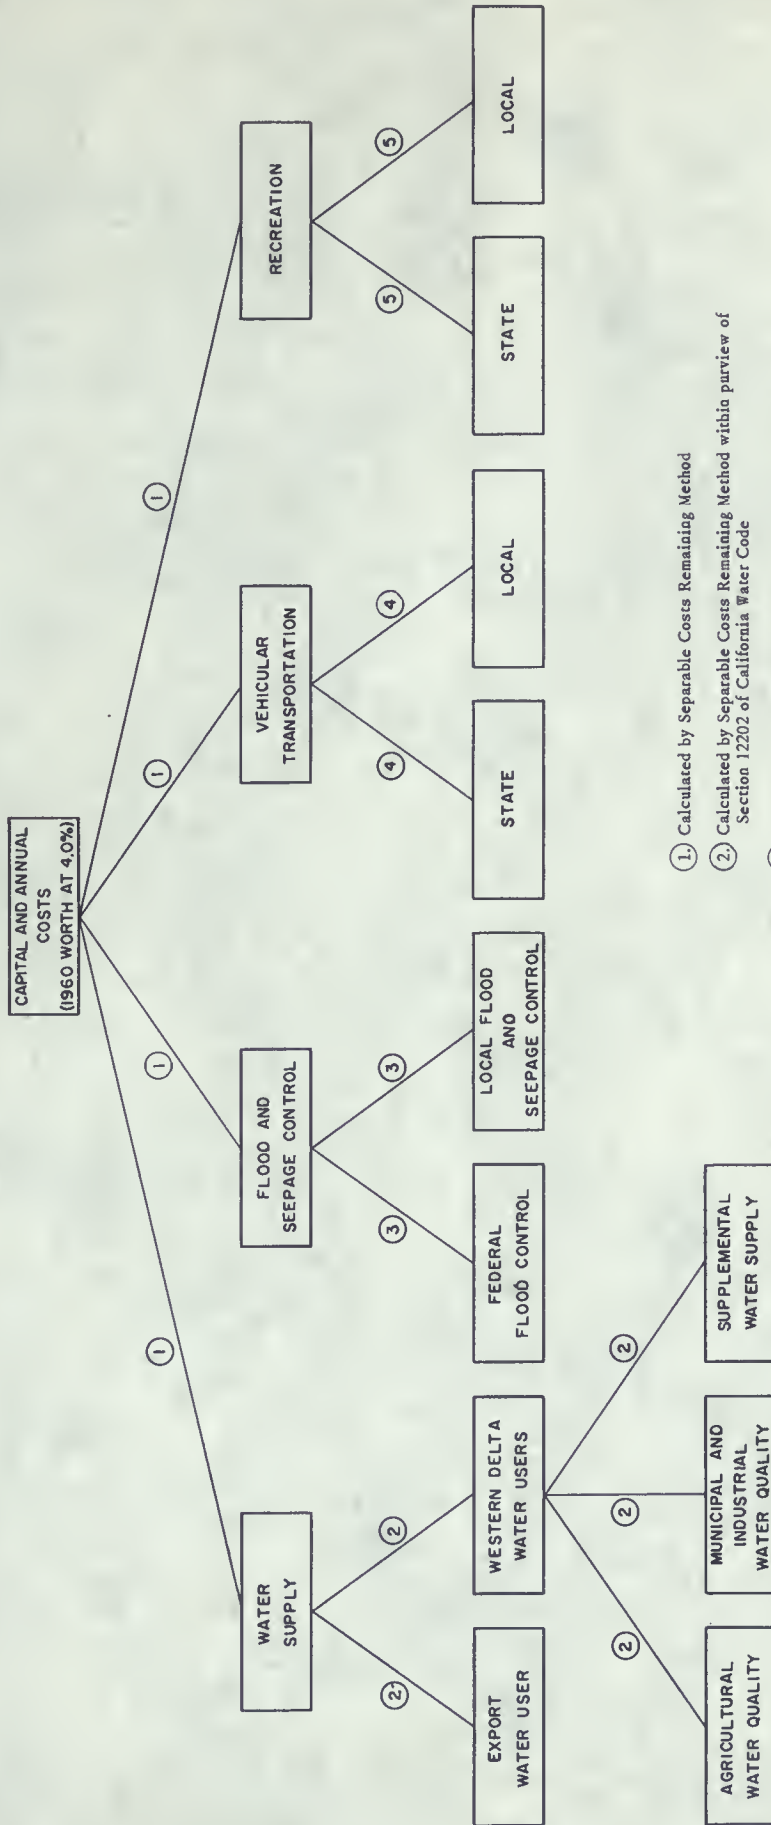 CAPITAL AND ANNUAL
COSTS
(1960 WORTH AT 4.0%)
1
1
1
1
WATER
SUPPLY
FLOOD AND
SEEPAGE CONTROL
VEHICULAR
TRANSPORTATION
RECREATION
2
2
3
3
4
4
5
5
EXPORT
WATER USER
WESTERN DELTA
WATER USERS
FEDERAL
FLOOD CONTROL
LOCAL FLOOD
AND
SEEPAGE CONTROL
STATE
LOCAL
STATE
LOCAL
2
2
2
AGRICULTURAL
WATER QUALITY
MUNICIPAL AND
INDUSTRIAL
WATER QUALITY
SUPPLEMENTAL
WATER SUPPLY
1. Calculated by Separable Costs Remaining Method
2. Calculated by Separable Costs Remaining Method within purview of
Section 12202 of California Water Code